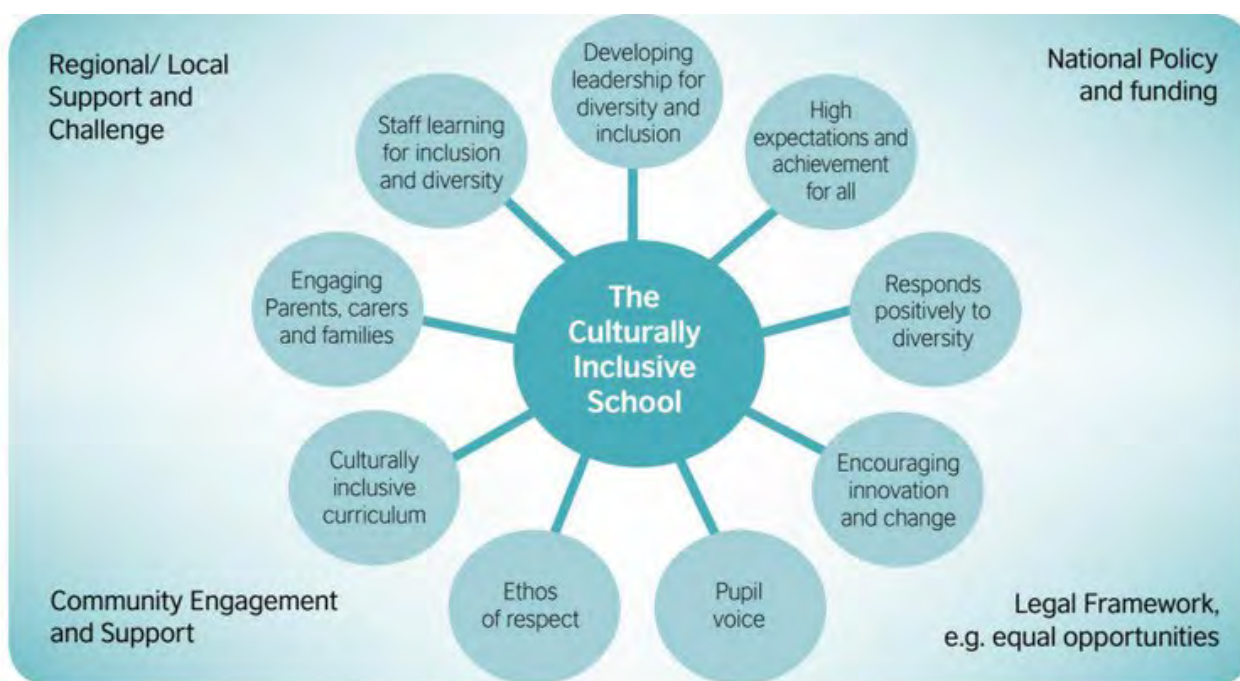 Regional/ Local
Support and
Challenge
National Policy
and funding
Developing
leadership for
diversity and
inclusion
High
expectations and
achievement
for all
Responds
positively to
diversity
Encouraging
innovation
and change
Pupil
voice
Ethos
of respect
Culturally
inclusive
curriculum
Engaging
Parents, carers
and families
Staff learning
for inclusion
and diversity
The
Culturally
Inclusive
School
Community Engagement
and Support
Legal Framework,
e.g. equal opportunities